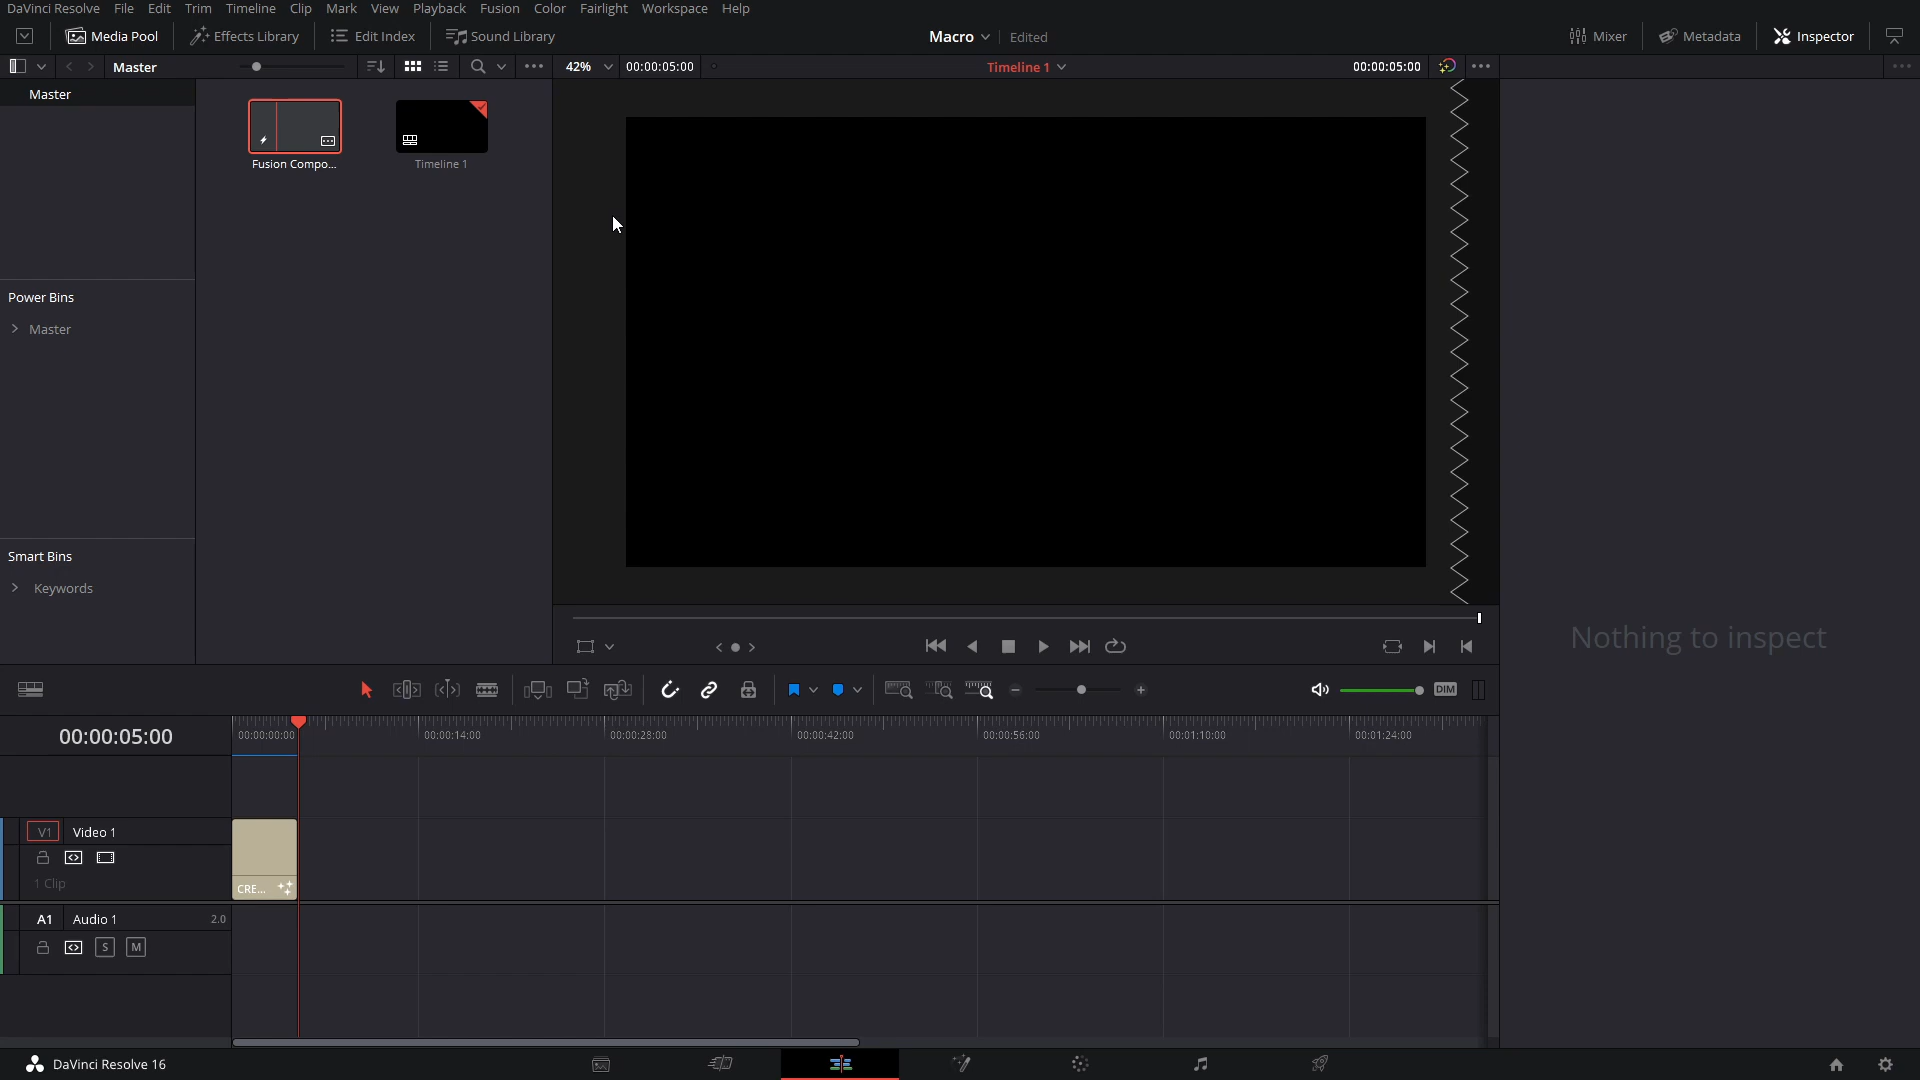 DaVinci Resolve File Edit Trim Timeline Clip Mark View Playback Fusion Color Fairlight Workspace Help
Media Pool Effects Library Edit Index Sound Library Macro Edited Mixer Metadata Inspector
Master 42% 00:00:05:00 Timeline 1 00:00:05:00
Master
Fusion Compo... Timeline 1
Power Bins
Master
Smart Bins
Keywords
Nothing to inspect
DIM
00:00:05:00
00:00:00:00 00:00:14:00 00:00:28:00 00:00:42:00 00:00:56:00 00:01:10:00 00:01:24:00
V1 Video 1
1 Clip
CRE...
A1 Audio 1 2.0
S M
DaVinci Resolve 16